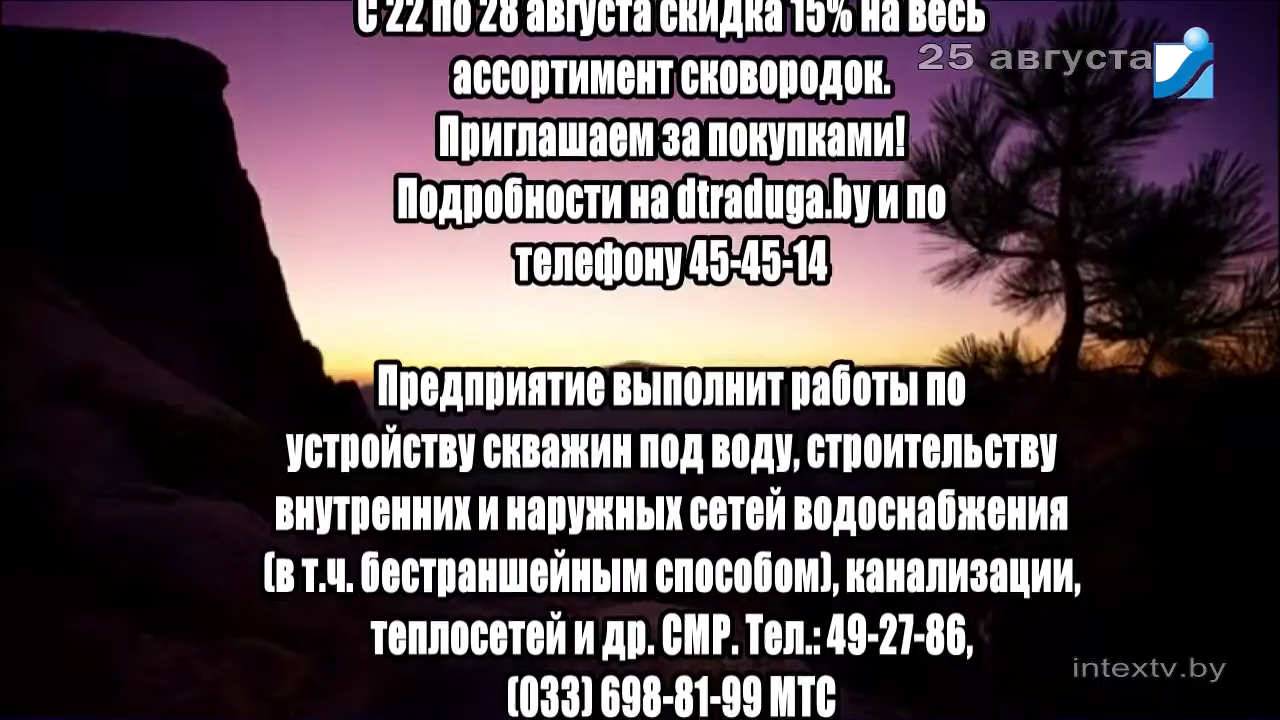 С 22 по 28 августа скидка 15% на весь
25 августа
ассортимент сковородок.
Приглашаем за покупками!
Подробности на dtraduga.by и по
телефону 45-45-14
Предприятие выполнит работы по
устройству скважин под воду, строительству
внутренних и наружных сетей водоснабжения
(в т.ч. бестраншейным способом), канализации,
теплосетей и др. СМР. Тел.: 49-27-86,
(033) 698-81-99 МТС
intextv.by